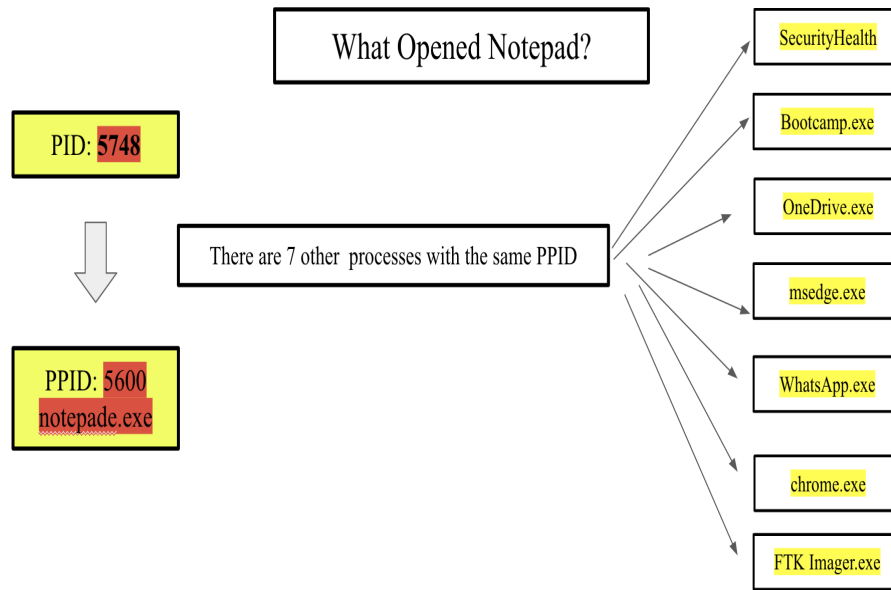 What Opened Notepad?
PID: 5748
PPID: 5600
notepade.exe
There are 7 other processes with the same PPID
SecurityHealth
Bootcamp.exe
OneDrive.exe
msedge.exe
WhatsApp.exe
chrome.exe
FTK Imager.exe